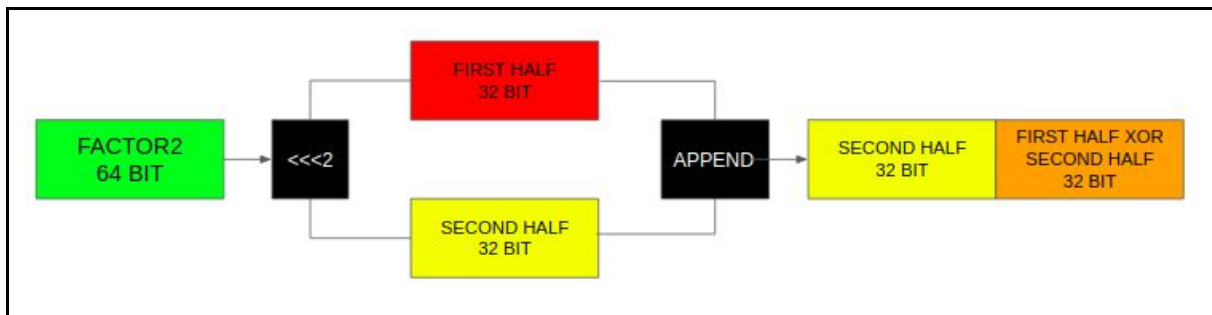 FACTOR2
64 BIT
<<<2
FIRST HALF
32 BIT
SECOND HALF
32 BIT
APPEND
SECOND HALF
32 BIT
FIRST HALF XOR
SECOND HALF
32 BIT